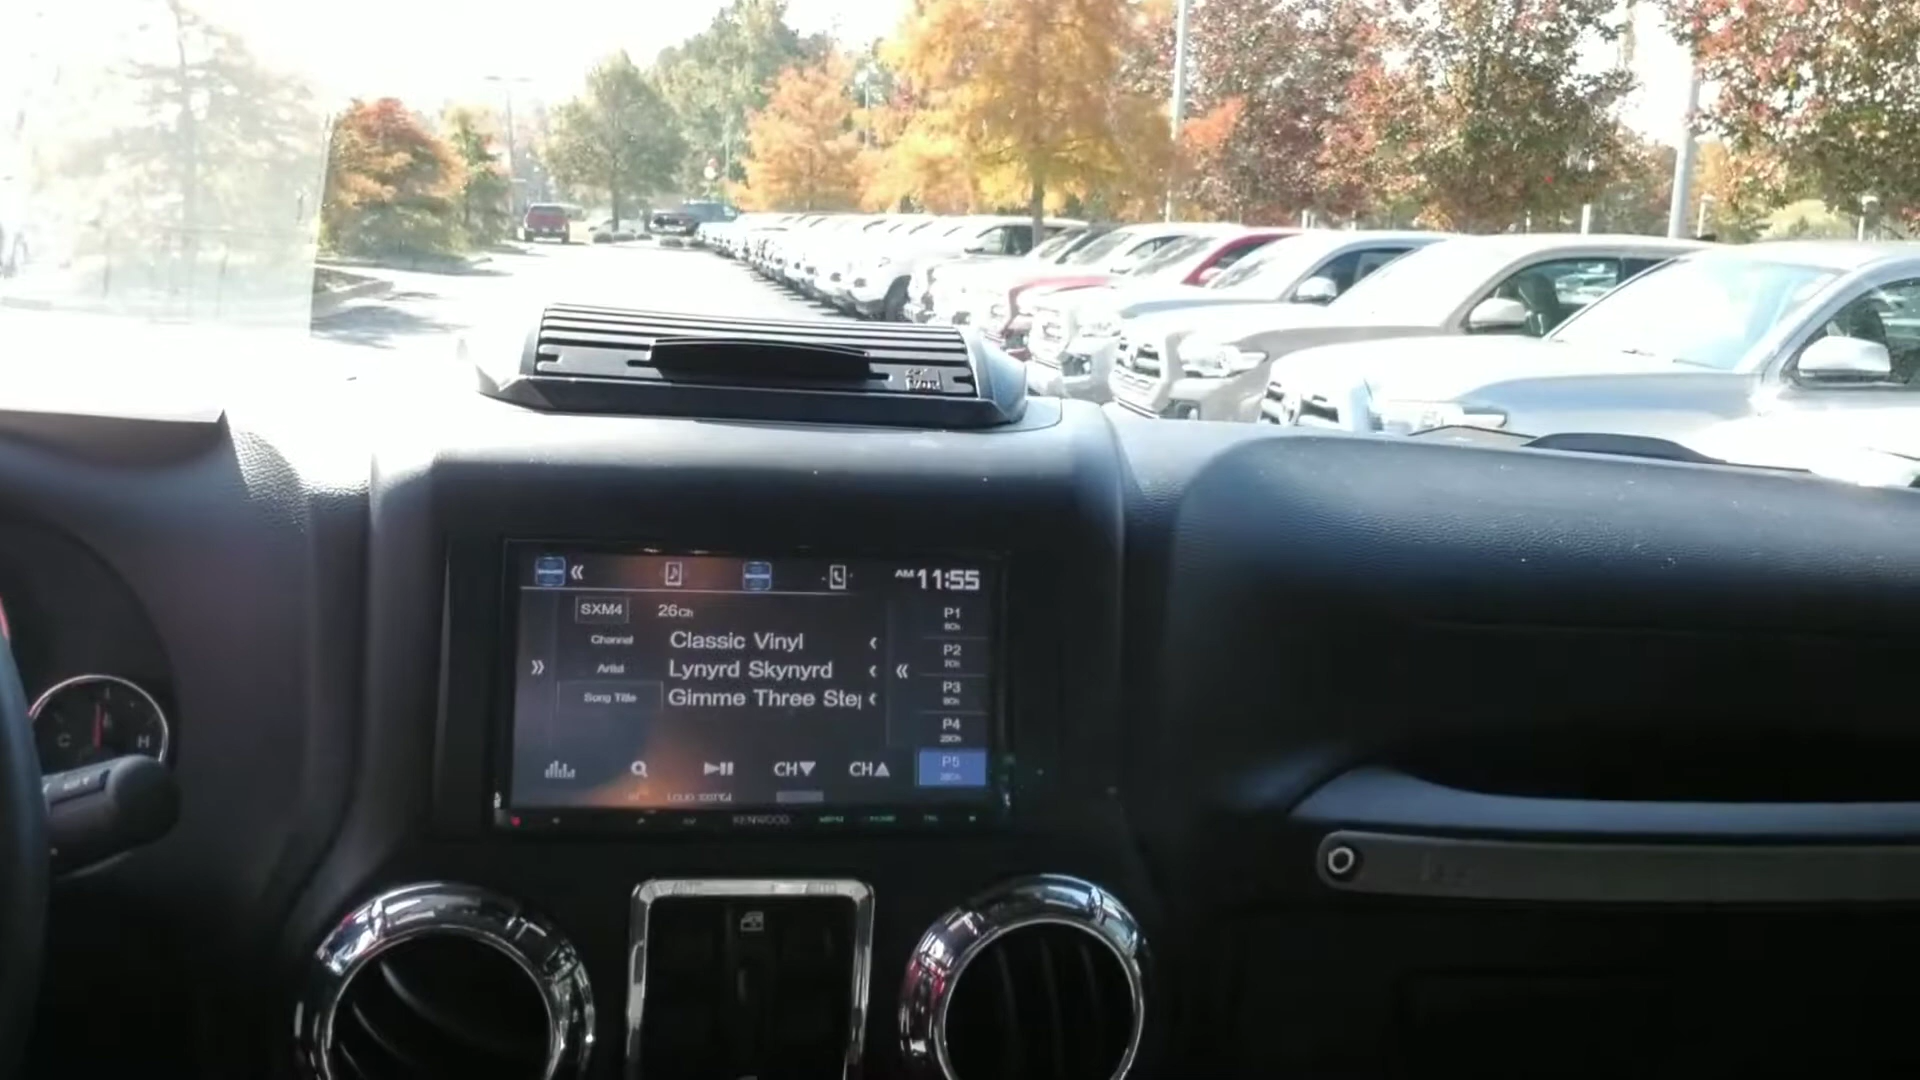 AM 11:55
SXM4 26Ch
Channel Classic Vinyl
Artist Lynyrd Skynyrd
Song Title Gimme Three Ste
P1
P2
P3
P4
P5
CH CH
KENWOOD
C H